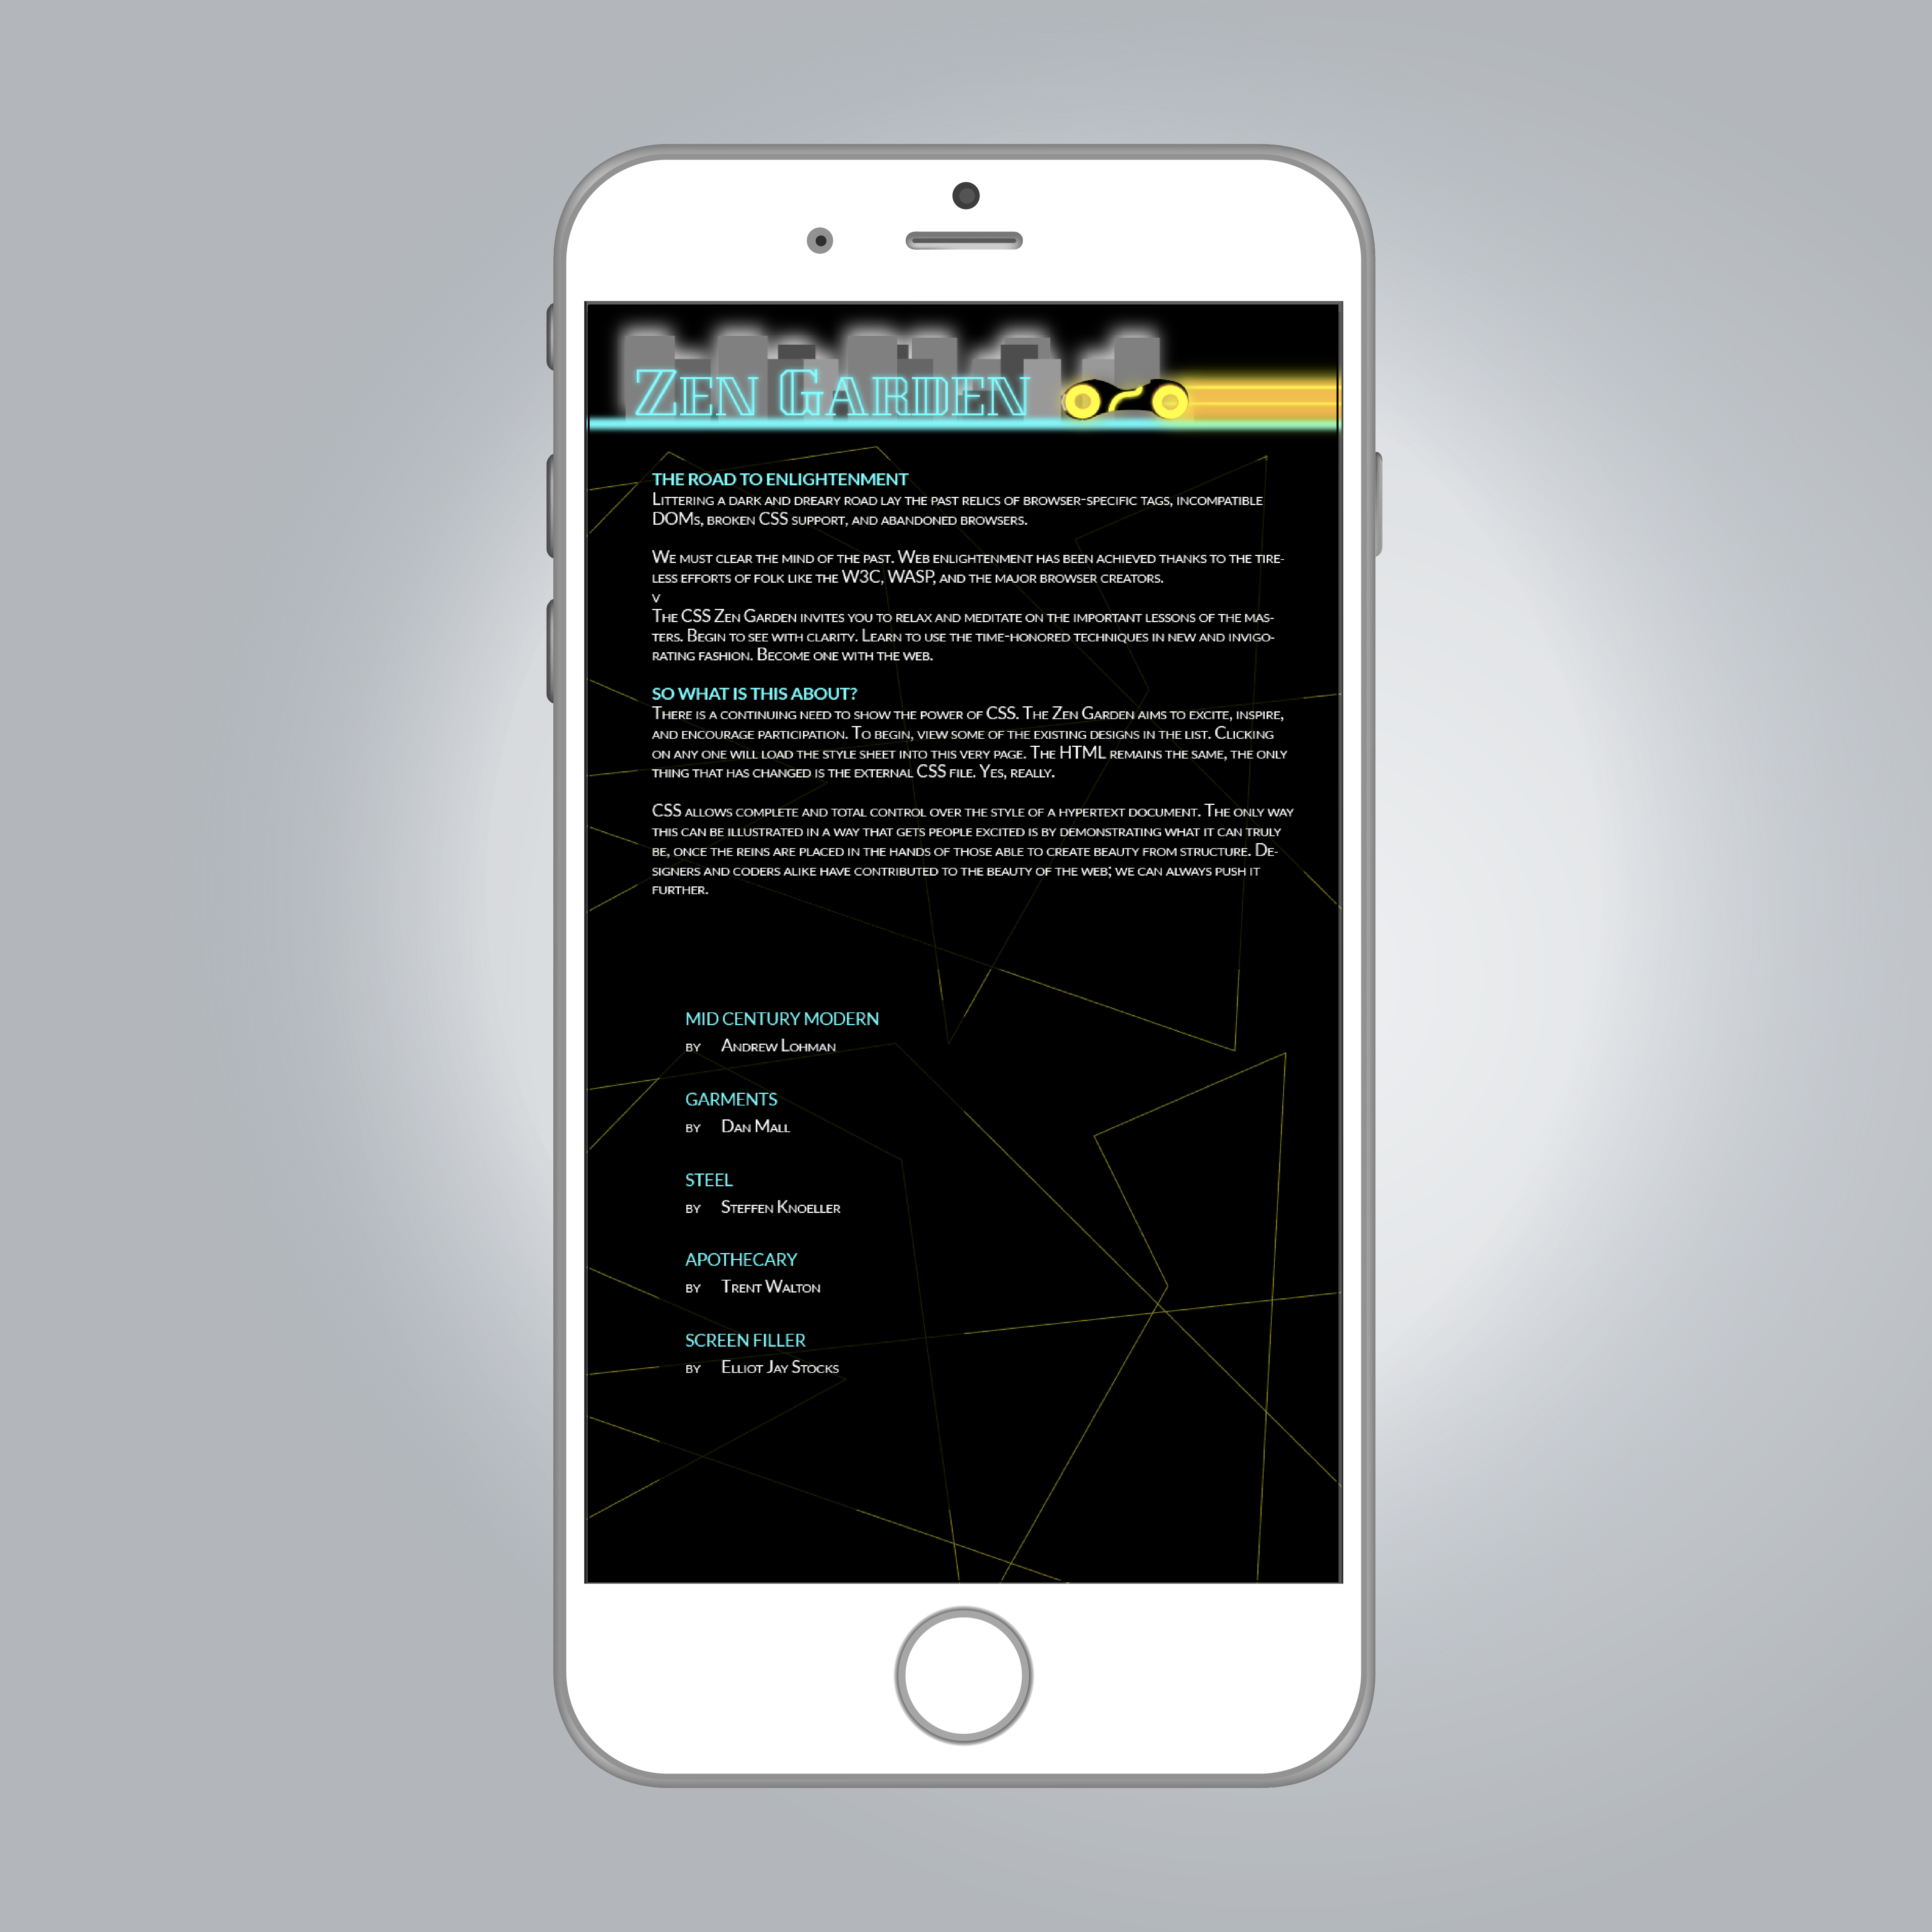 Zen Garden
THE ROAD TO ENLIGHTENMENT
Littering a dark and dreary road lay the past relics of browser-specific tags, incompatible
DOMs, broken CSS support, and abandoned browsers.
We must clear the mind of the past. Web enlightenment has been achieved thanks to the tire-
less efforts of folk like the W3C, WASP, and the major browser creators.
v
The CSS Zen Garden invites you to relax and meditate on the important lessons of the mas-
ters. Begin to see with clarity. Learn to use the time-honored techniques in new and invigo-
rating fashion. Become one with the web.
SO WHAT IS THIS ABOUT?
There is a continuing need to show the power of CSS. The Zen Garden aims to excite, inspire,
and encourage participation. To begin, view some of the existing designs in the list. Clicking
on any one will load the style sheet into this very page. The HTML remains the same, the only
thing that has changed is the external CSS file. Yes, really.
CSS allows complete and total control over the style of a hypertext document. The only way
this can be illustrated in a way that gets people excited is by demonstrating what it can truly
be, once the reins are placed in the hands of those able to create beauty from structure. De-
signers and coders alike have contributed to the beauty of the web; we can always push it
further.
MID CENTURY MODERN
by Andrew Lohman
GARMENTS
by Dan Mall
STEEL
by Steffen Knoeller
APOTHECARY
by Trent Walton
SCREEN FILLER
by Elliot Jay Stocks